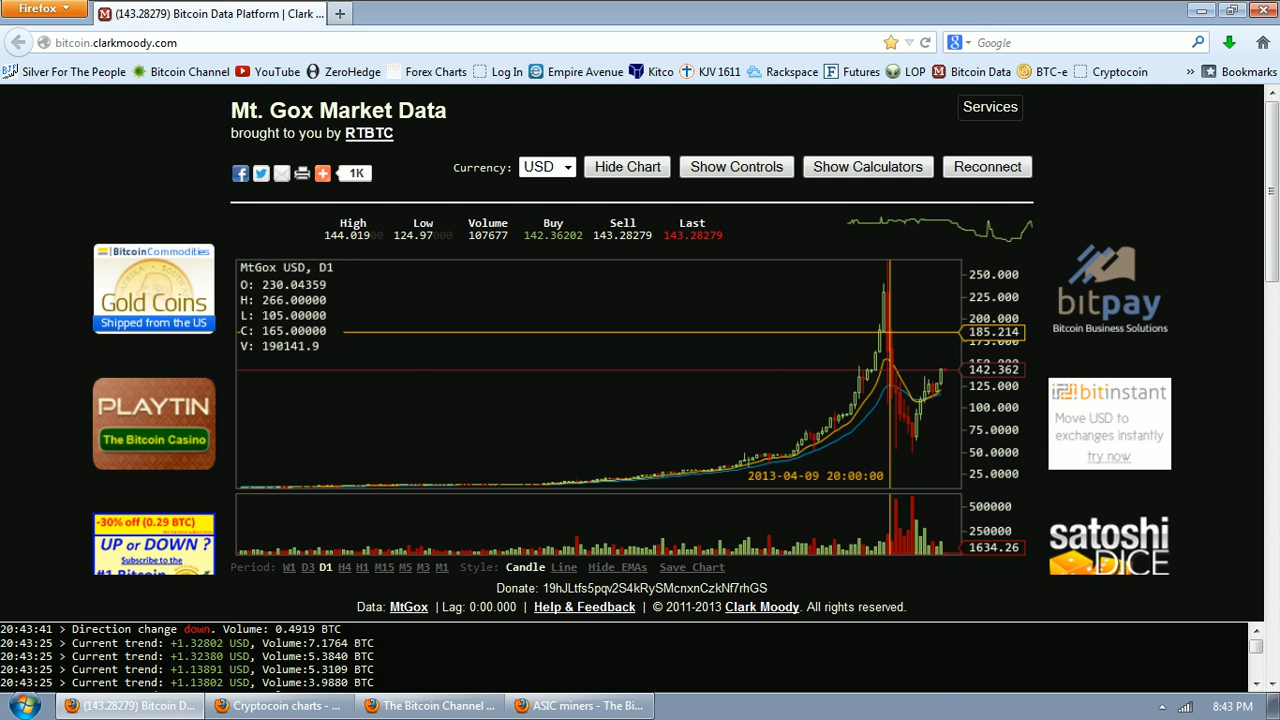 Firefox
(143.28279) Bitcoin Data Platform | Clark ...
bitcoin.clarkmoody.com
Google
Silver For The People Bitcoin Channel YouTube ZeroHedge Forex Charts Log In Empire Avenue Kitco KJV 1611 Rackspace Futures LOP Bitcoin Data BTC-e Cryptocoin » Bookmarks
Mt. Gox Market Data
Services
brought to you by RTBTC
1K
Currency: USD Hide Chart Show Controls Show Calculators Reconnect
High Low Volume Buy Sell Last
144.01900 124.97000 107677 142.36202 143.28279 143.28279
MtGox USD, D1
O: 230.04359
H: 266.00000
L: 105.00000
C: 165.00000
V: 190141.9
250.000
225.000
200.000
185.214
175.000
150.000
142.362
125.000
100.000
75.0000
50.0000
25.0000
2013-04-09 20:00:00
500000
250000
1634.26
BitcoinCommodities
Gold Coins
Shipped from the US
PLAYTIN
The Bitcoin Casino
-30% off (0.29 BTC)
UP or DOWN ?
Subscribe to the
#1 Bitcoin
bitpay
Bitcoin Business Solutions
bitinstant
Move USD to
exchanges instantly
try now
satoshi
DICE
Period: W1 D3 D1 H4 H1 M15 M5 M3 M1 Style: Candle Line Hide EMAs Save Chart
Donate: 19hJLtfs5pqv2S4kRySMcnxnCzkNf7rhGS
Data: MtGox | Lag: 0:00.000 | Help & Feedback | © 2011-2013 Clark Moody. All rights reserved.
20:43:41 > Direction change down. Volume: 0.4919 BTC
20:43:25 > Current trend: +1.32802 USD, Volume:7.1764 BTC
20:43:25 > Current trend: +1.32380 USD, Volume:5.3840 BTC
20:43:25 > Current trend: +1.13891 USD, Volume:5.3109 BTC
20:43:25 > Current trend: +1.13802 USD, Volume:3.9880 BTC
(143.28279) Bitcoin D... Cryptocoin charts - ... The Bitcoin Channel ... ASIC miners - The Bi...
8:43 PM